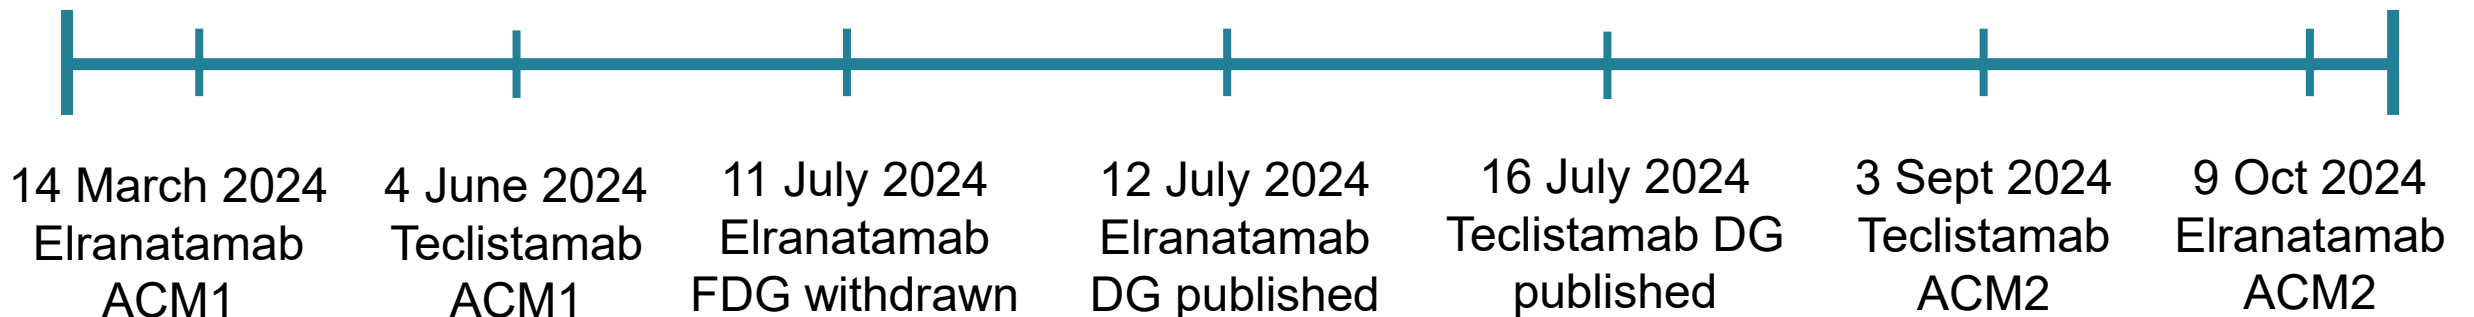 14 March 2024
Elranatamab
ACM1
4 June 2024
Teclistamab
ACM1
11 July 2024
Elranatamab
FDG withdrawn
12 July 2024
Elranatamab
DG published
16 July 2024
Teclistamab DG
published
3 Sept 2024
Teclistamab
ACM2
9 Oct 2024
Elranatamab
ACM2